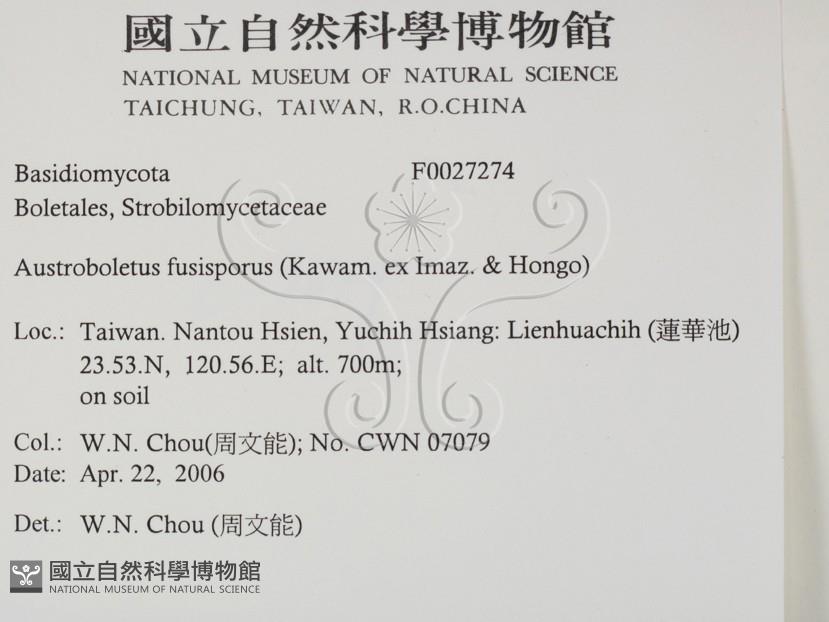 國立自然科學博物館
NATIONAL MUSEUM OF NATURAL SCIENCE
TAICHUNG, TAIWAN, R.O.CHINA
Basidiomycota F0027274
Boletales, Strobilomycetaceae
Austroboletus fusisporus (Kawam. ex Imaz. & Hongo)
Loc.: Taiwan. Nantou Hsien, Yuchih Hsiang: Lienhuachih (蓮華池)
23.53.N, 120.56.E; alt. 700m;
on soil
Col.: W.N. Chou(周文能); No. CWN 07079
Date: Apr. 22, 2006
Det.: W.N. Chou (周文能)
國立自然科學博物館
NATIONAL MUSEUM OF NATURAL SCIENCE